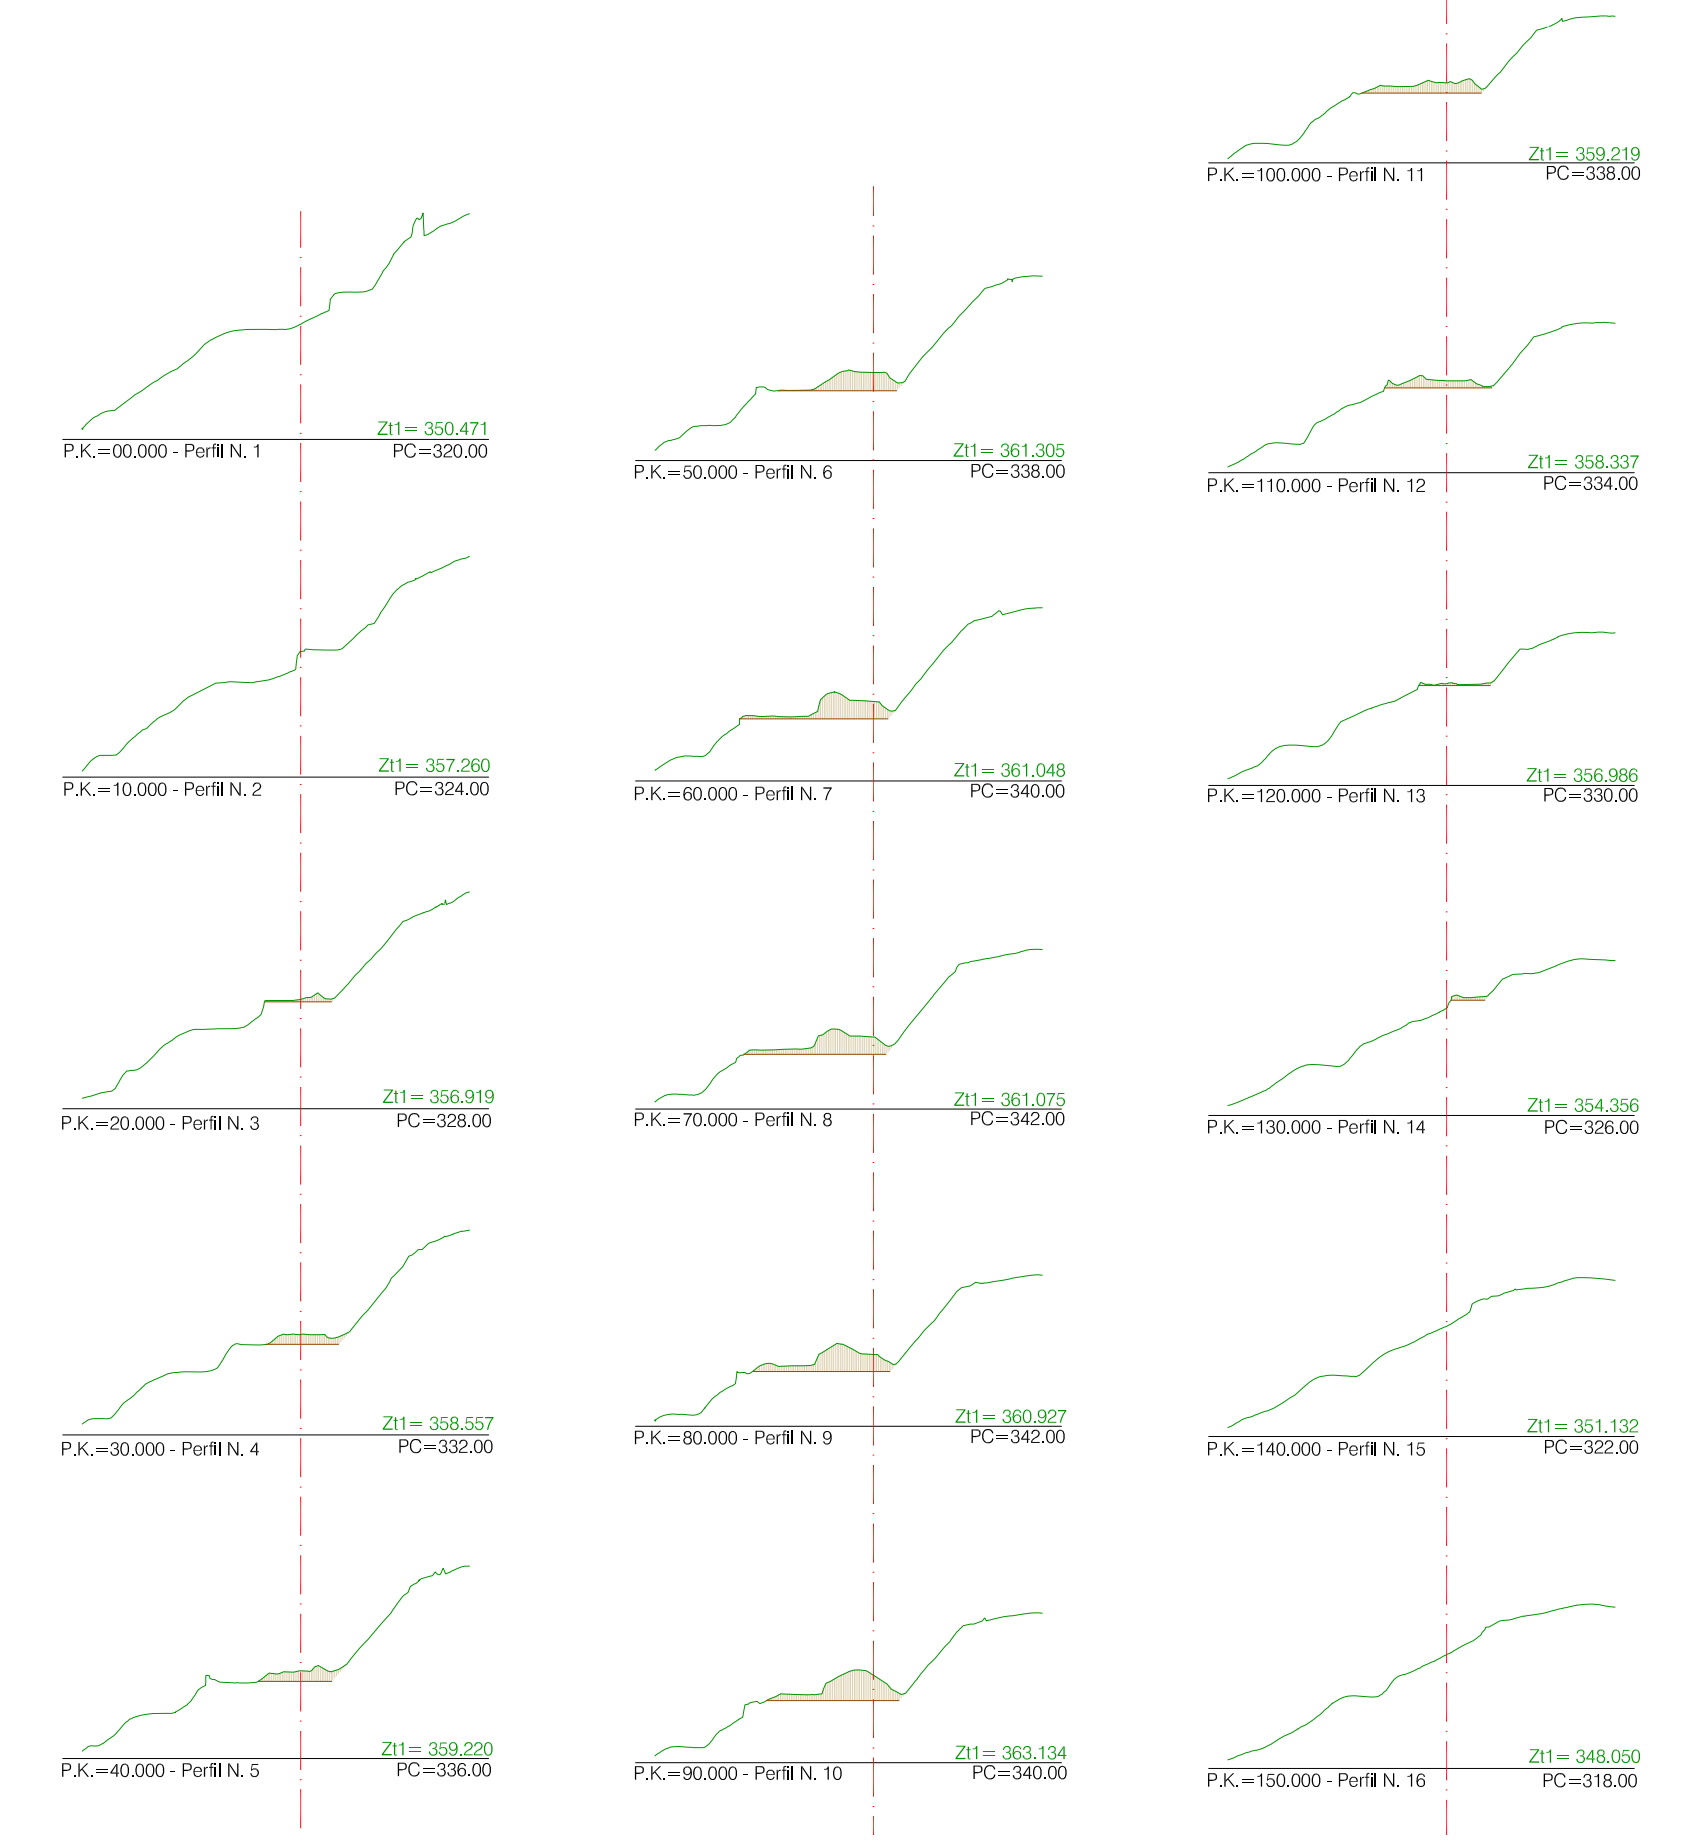 Zt1= 350.471
P.K.=00.000 - Perfil N. 1 PC=320.00
Zt1= 357.260
P.K.=10.000 - Perfil N. 2 PC=324.00
Zt1= 356.919
P.K.=20.000 - Perfil N. 3 PC=328.00
Zt1= 358.557
P.K.=30.000 - Perfil N. 4 PC=332.00
Zt1= 359.220
P.K.=40.000 - Perfil N. 5 PC=336.00
Zt1= 361.305
P.K.=50.000 - Perfil N. 6 PC=338.00
Zt1= 361.048
P.K.=60.000 - Perfil N. 7 PC=340.00
Zt1= 361.075
P.K.=70.000 - Perfil N. 8 PC=342.00
Zt1= 360.927
P.K.=80.000 - Perfil N. 9 PC=342.00
Zt1= 363.134
P.K.=90.000 - Perfil N. 10 PC=340.00
Zt1= 359.219
P.K.=100.000 - Perfil N. 11 PC=338.00
Zt1= 358.337
P.K.=110.000 - Perfil N. 12 PC=334.00
Zt1= 356.986
P.K.=120.000 - Perfil N. 13 PC=330.00
Zt1= 354.356
P.K.=130.000 - Perfil N. 14 PC=326.00
Zt1= 351.132
P.K.=140.000 - Perfil N. 15 PC=322.00
Zt1= 348.050
P.K.=150.000 - Perfil N. 16 PC=318.00